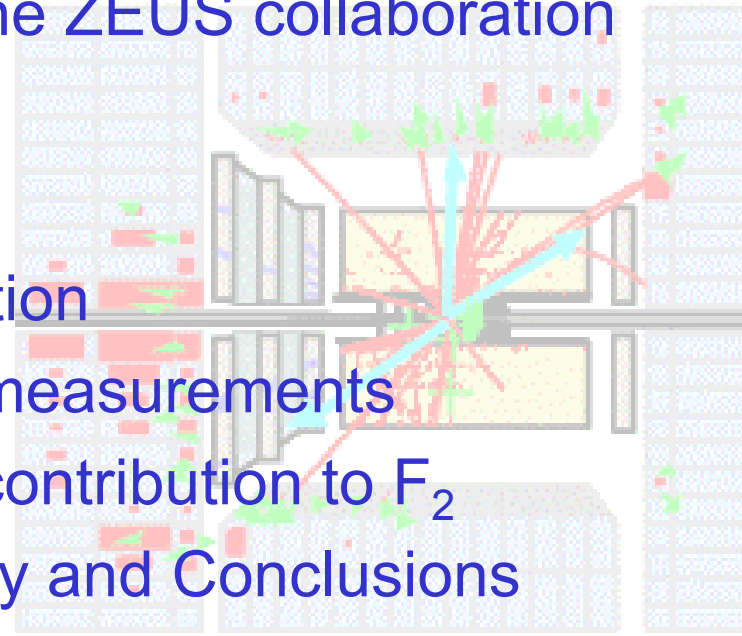 he ZEUS collaboration
tion
measurements
contribution to F₂
y and Conclusions